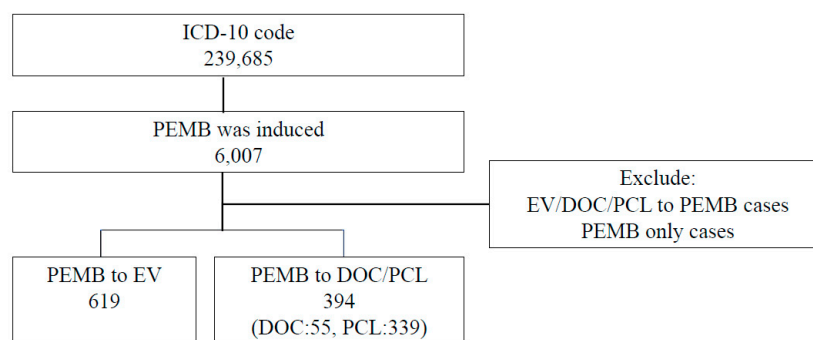 ICD-10 code
239,685
PEMB was induced
6,007
Exclude:
EV/DOC/PCL to PEMB cases
PEMB only cases
PEMB to EV
619
PEMB to DOC/PCL
394
(DOC:55, PCL:339)